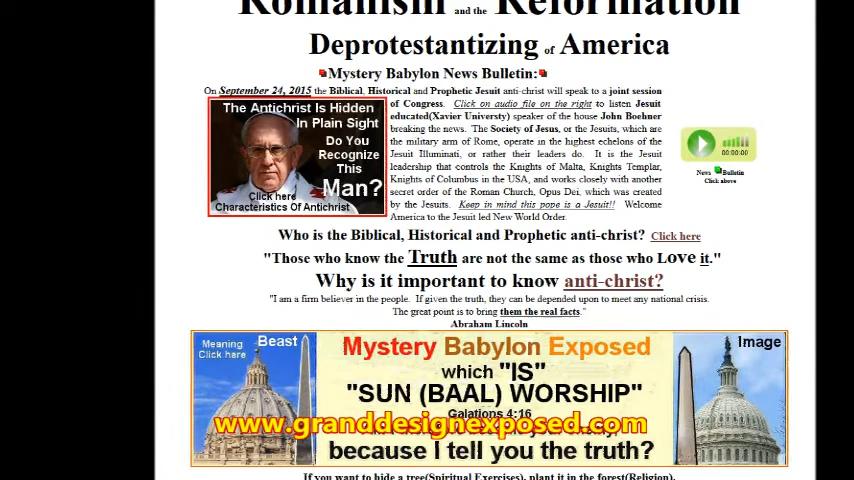 Romanism and the Reformation
Deprotestantizing of America
Mystery Babylon News Bulletin:
On September 24, 2015 the Biblical, Historical and Prophetic Jesuit anti-christ will speak to a joint session
of Congress. Click on audio file on the right to listen Jesuit
educated(Xavier Universty) speaker of the house John Boehner
breaking the news. The Society of Jesus, or the Jesuits, which are
the military arm of Rome, operate in the highest echelons of the
Jesuit Illuminati, or rather their leaders do. It is the Jesuit
leadership that controls the Knights of Malta, Knights Templar,
Knights of Columbus in the USA, and works closely with another
secret order of the Roman Church, Opus Dei, which was created
by the Jesuits. Keep in mind this pope is a Jesuit!! Welcome
America to the Jesuit led New World Order.
The Antichrist Is Hidden
In Plain Sight
Do You
Recognize
This
Man?
Click here
Characteristics Of Antichrist
00:00:00
News Bulletin
Click above
Who is the Biblical, Historical and Prophetic anti-christ? Click here
"Those who know the Truth are not the same as those who Love it."
Why is it important to know anti-christ?
"I am a firm believer in the people. If given the truth, they can be depended upon to meet any national crisis.
The great point is to bring them the real facts."
Abraham Lincoln
Meaning
Click here
Beast
Mystery Babylon Exposed
which "IS"
"SUN (BAAL) WORSHIP"
Galations 4:16
www.granddesignexposed.com
because I tell you the truth?
Image
If you want to hide a tree(Spiritual Exercises), plant it in the forest(Religion).